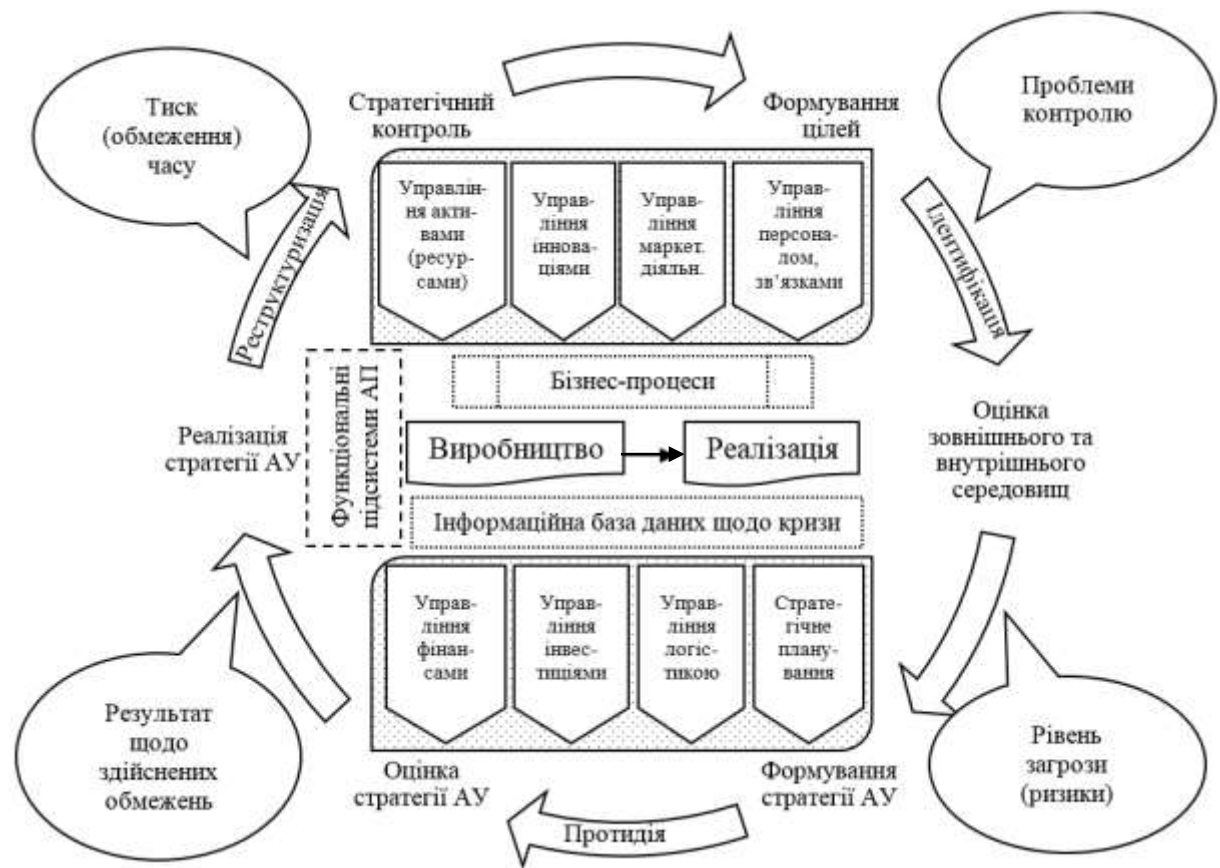 Тиск
(обмеження)
часу
Стратегічний
контроль
Формування
цілей
Проблеми
контролю
Реструктуризація
Управлін-
ня акти-
вами
(ресур-
сами)
Управ-
ління
іннова-
ціями
Управ-
ління
маркет.
діяльн.
Управ-
ління
персона-
лом,
зв’язками
Ідентифікація
Функціональні
підсистеми АП
Бізнес-процеси
Реалізація
стратегії АУ
Виробництво
Реалізація
Оцінка
зовнішнього та
внутрішнього
середовищ
Інформаційна база даних щодо кризи
Управ-
ління
фінан-
сами
Управ-
ління
інвес-
тиціями
Управ-
ління
логіс-
тикою
Страте-
гічне
плану-
вання
Результат
щодо
здійснених
обмежень
Оцінка
стратегії АУ
Формування
стратегії АУ
Рівень
загрози
(ризики)
Протидія